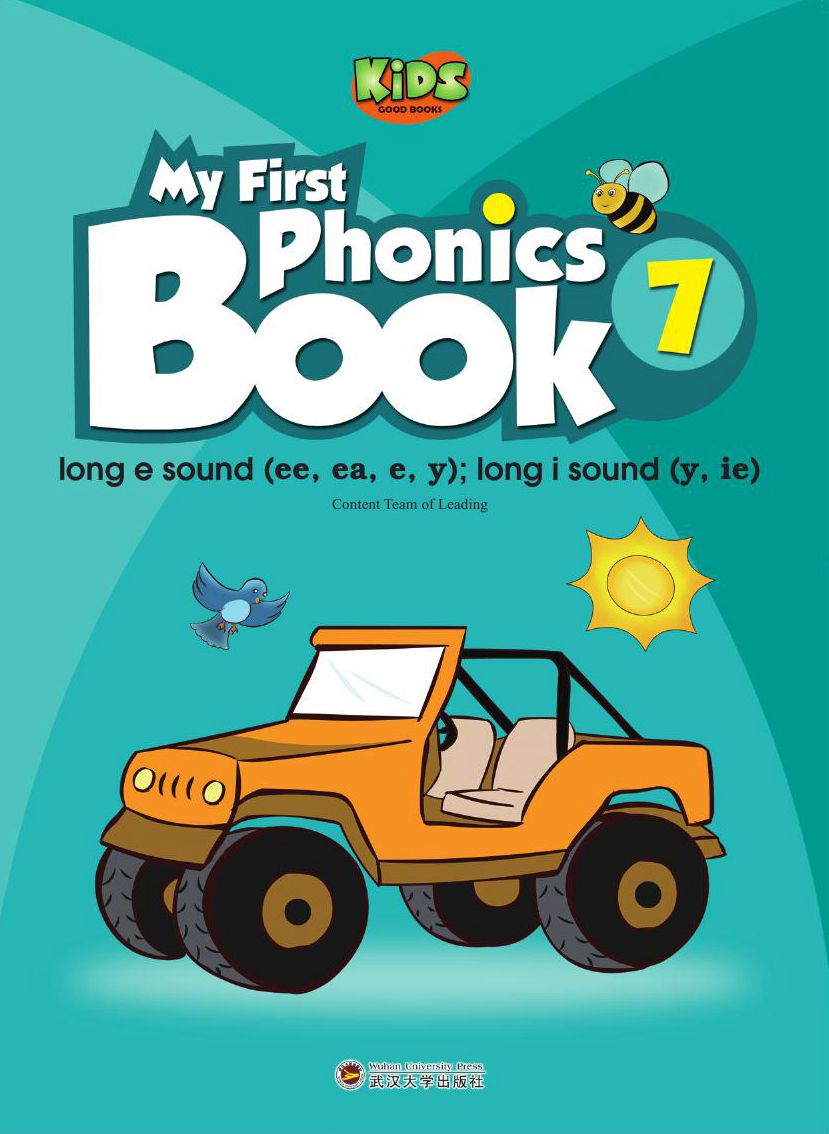 KiDS
GOOD BOOKS
My First
Phonics
Book 7
long e sound (ee, ea, e, y); long i sound (y, ie)
Content Team of Leading
Wuhan University Press
武汉大学出版社